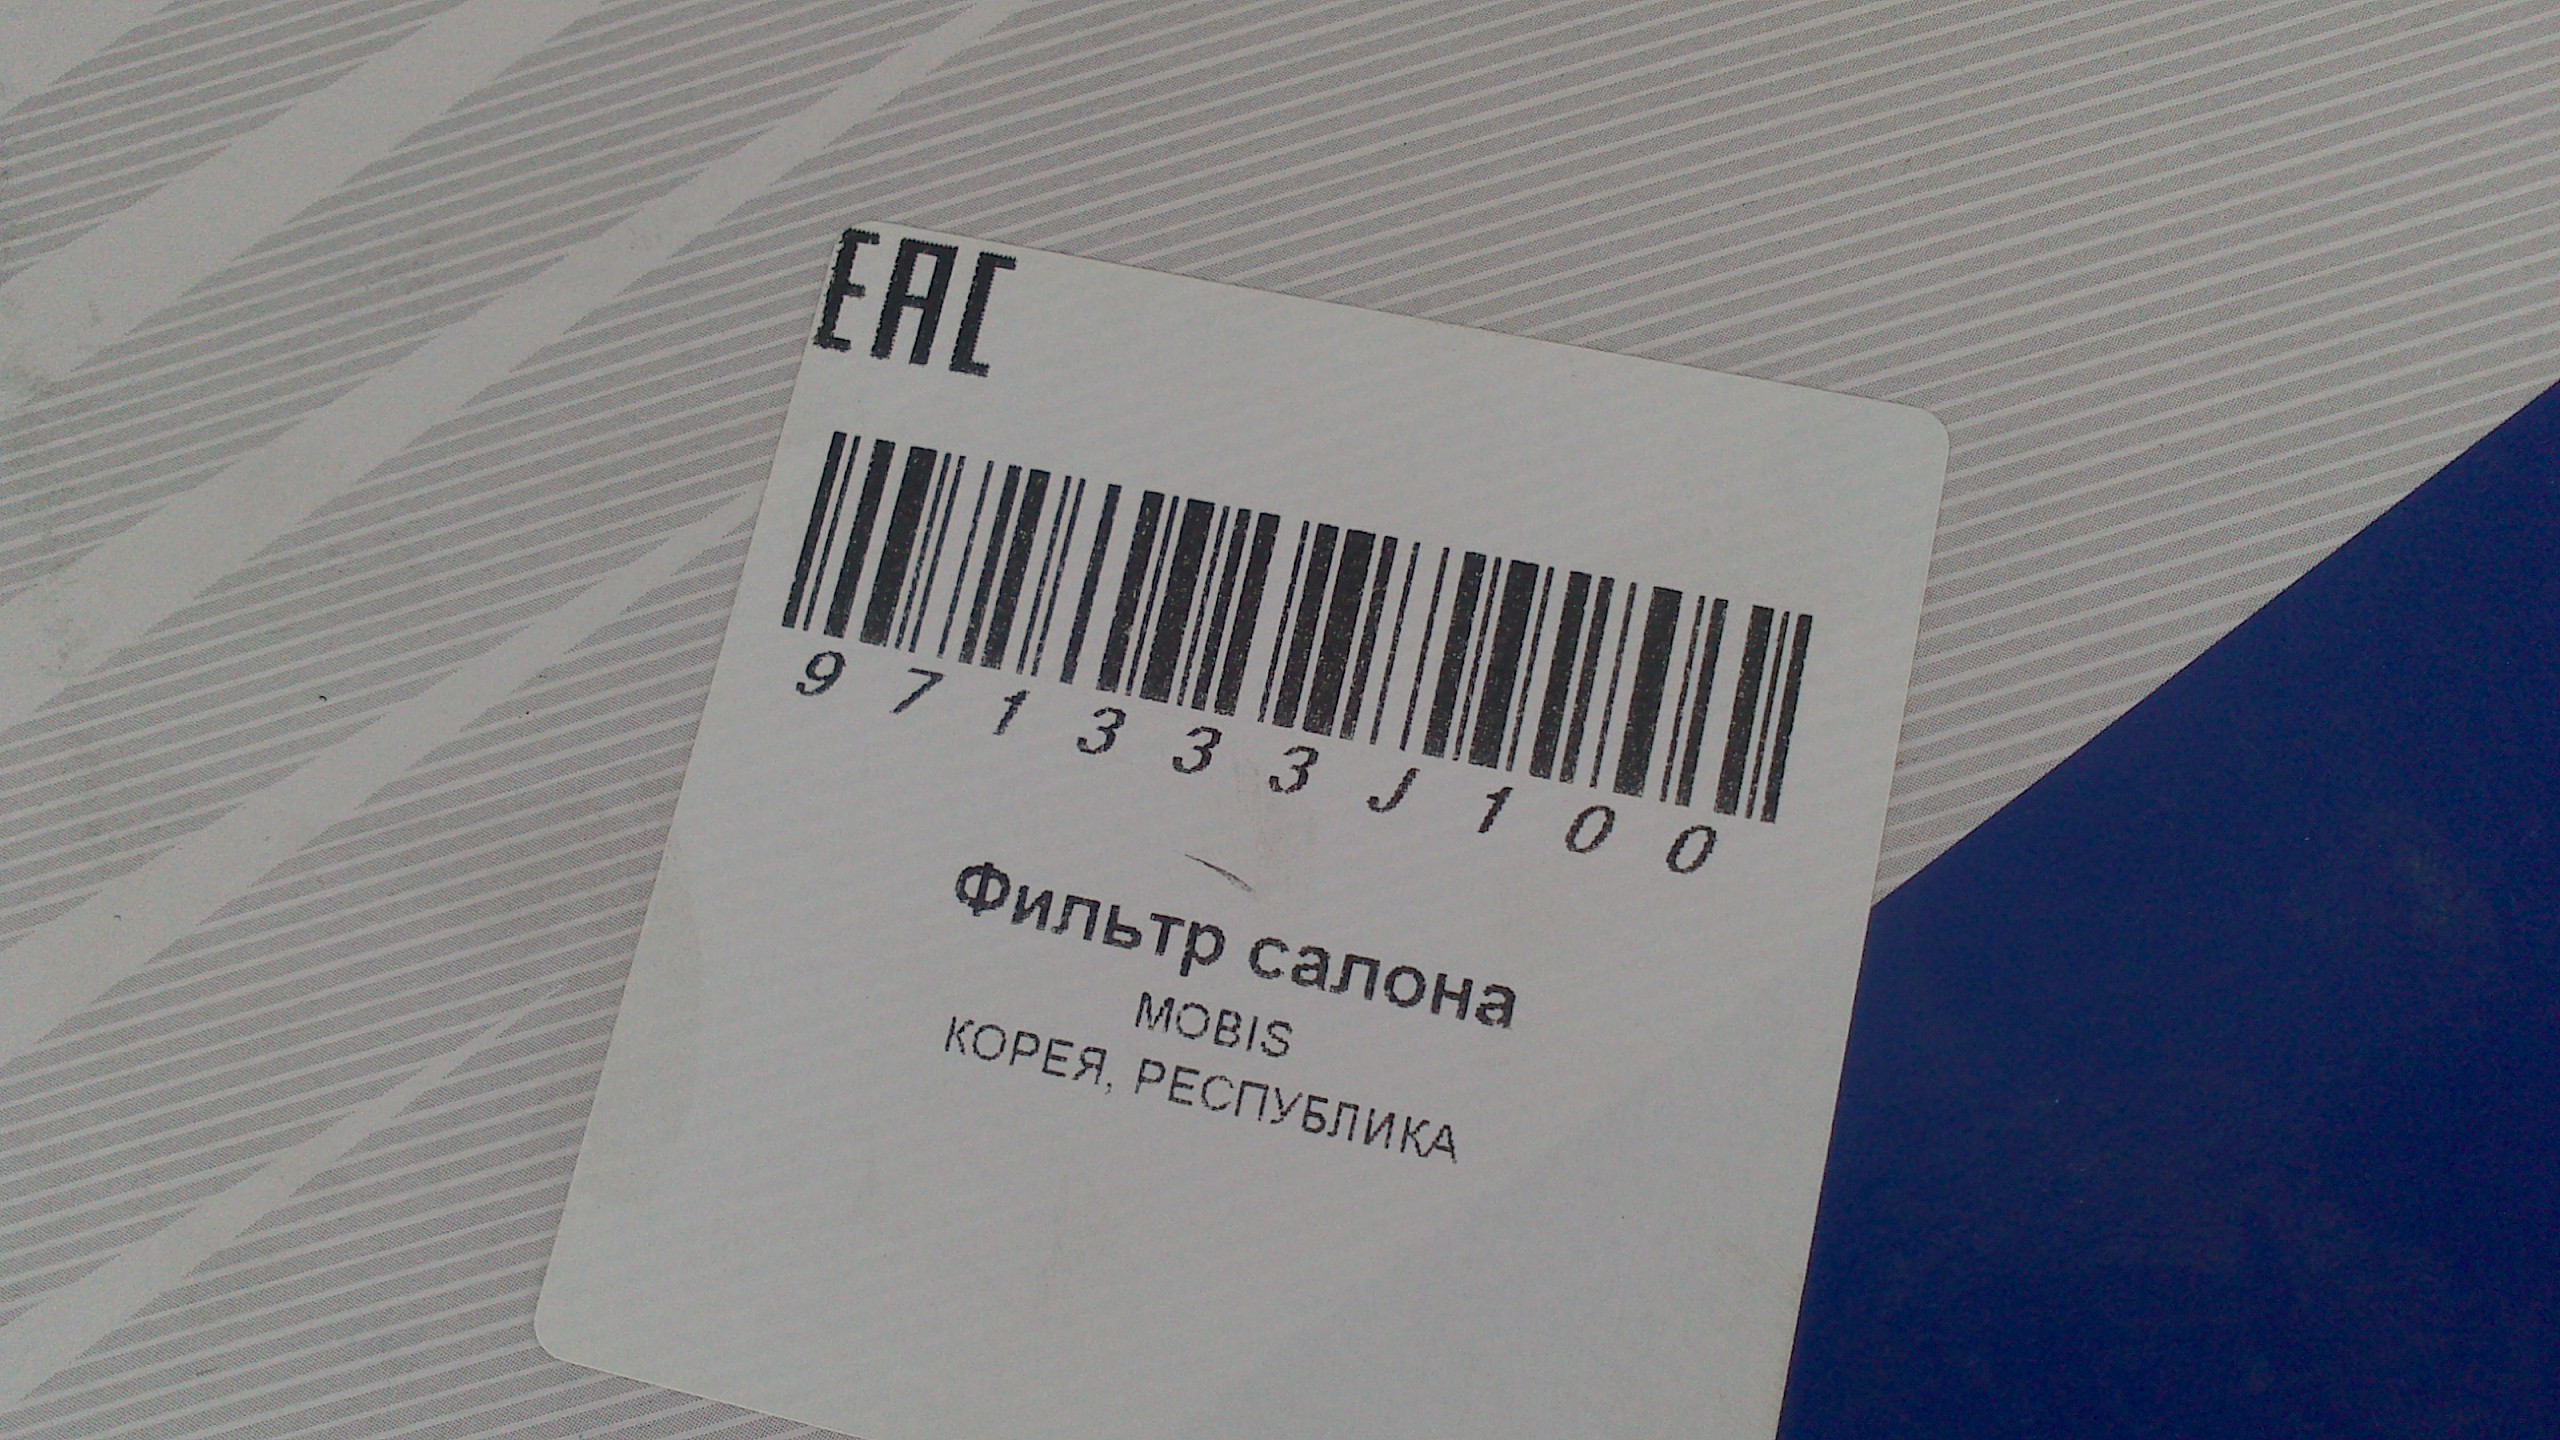 EAC
971333J100
Фильтр салона
MOBIS
КОРЕЯ, РЕСПУБЛИКА